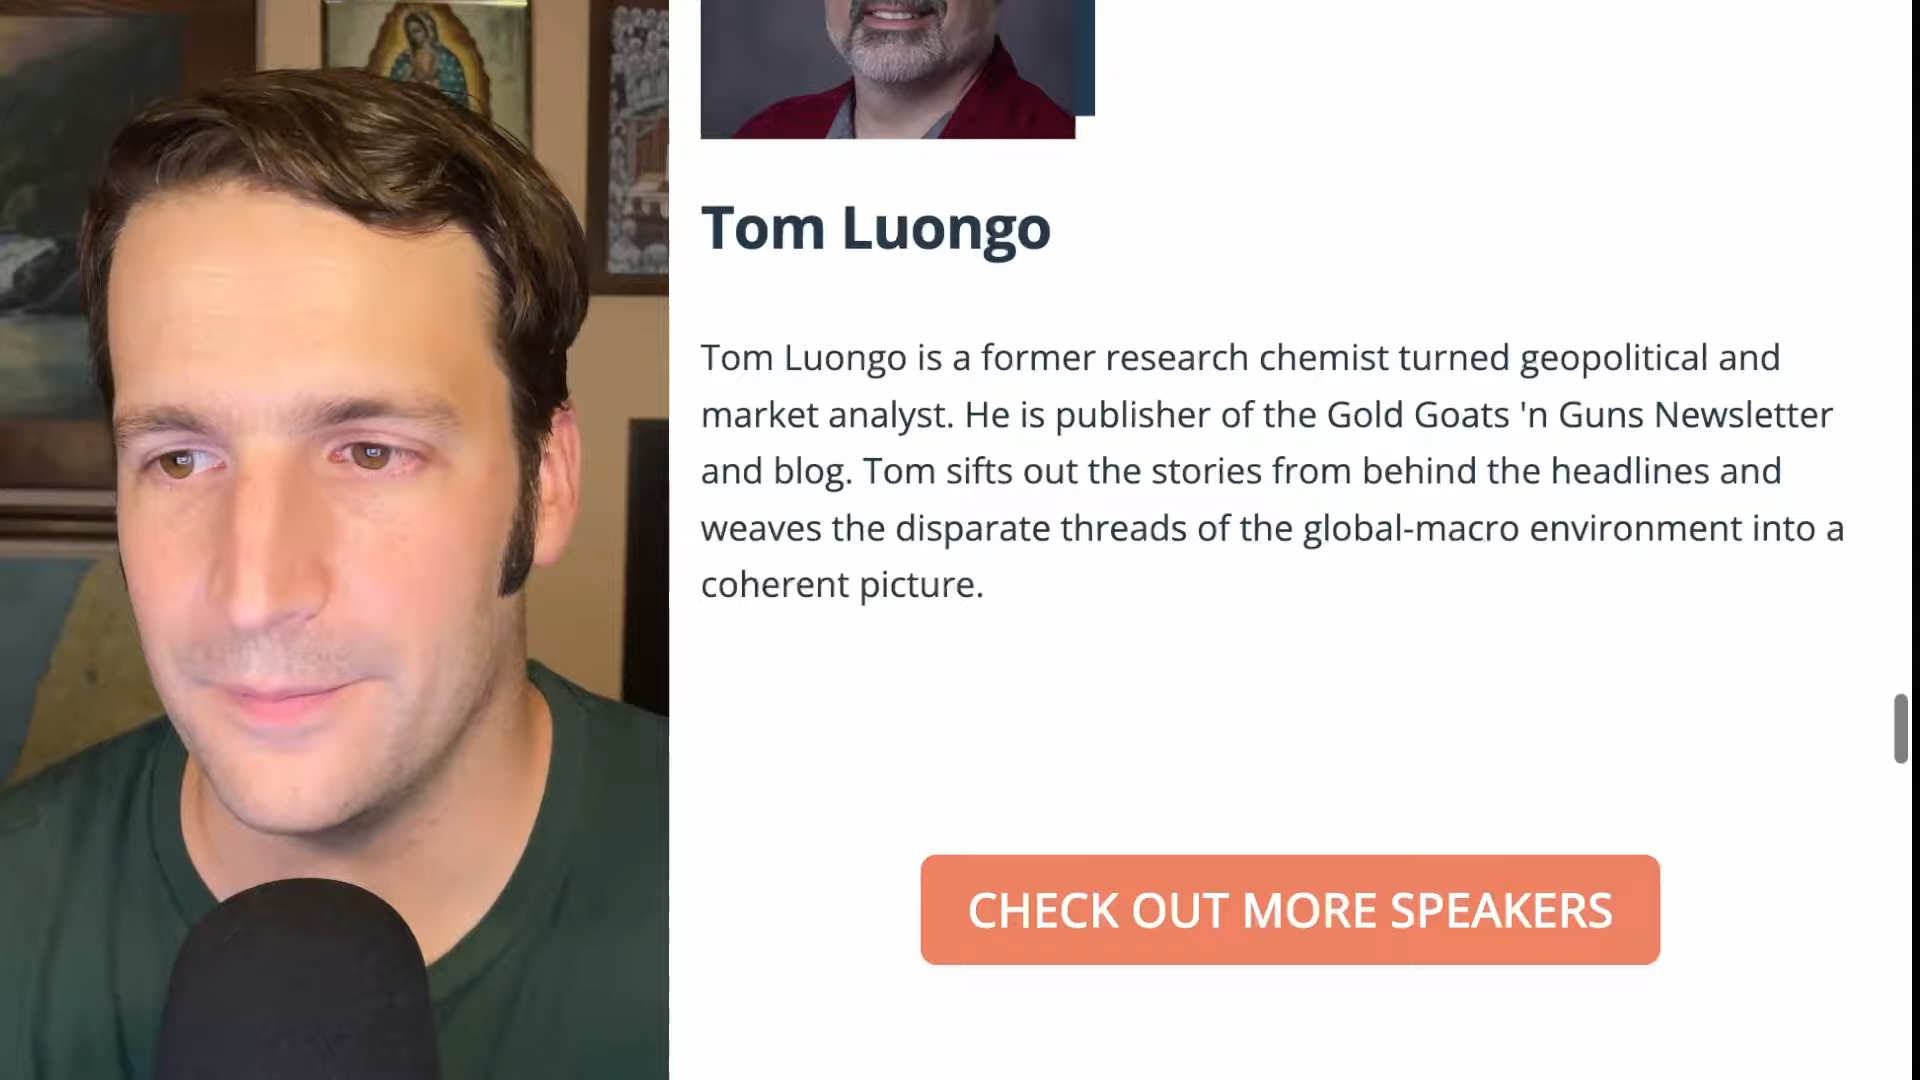 Tom Luongo
Tom Luongo is a former research chemist turned geopolitical and
market analyst. He is publisher of the Gold Goats 'n Guns Newsletter
and blog. Tom sifts out the stories from behind the headlines and
weaves the disparate threads of the global-macro environment into a
coherent picture.
CHECK OUT MORE SPEAKERS